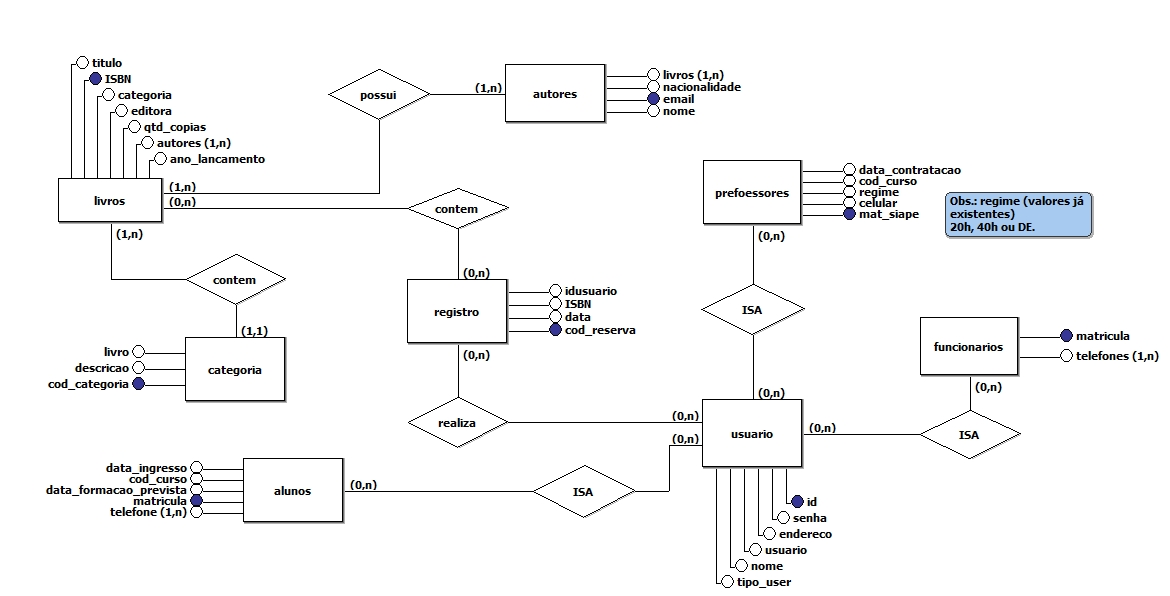 titulo
ISBN
categoria
editora
qtd_copias
autores (1,n)
ano_lancamento
livros
(1,n)
(0,n)
(1,n)
possui
(1,n)
autores
livros (1,n)
nacionalidade
email
nome
contem
(0,n)
contem
(1,1)
categoria
livro
descricao
cod_categoria
registro
idusuario
ISBN
data
cod_reserva
(0,n)
realiza
(0,n)
(0,n)
prefoessores
data_contratacao
cod_curso
regime
celular
mat_siape
Obs.: regime (valores já
existentes)
20h, 40h ou DE.
(0,n)
ISA
(0,n)
usuario
(0,n)
funcionarios
matricula
telefones (1,n)
(0,n)
ISA
data_ingresso
cod_curso
data_formacao_prevista
matricula
telefone (1,n)
alunos
(0,n)
ISA
id
senha
endereco
usuario
nome
tipo_user